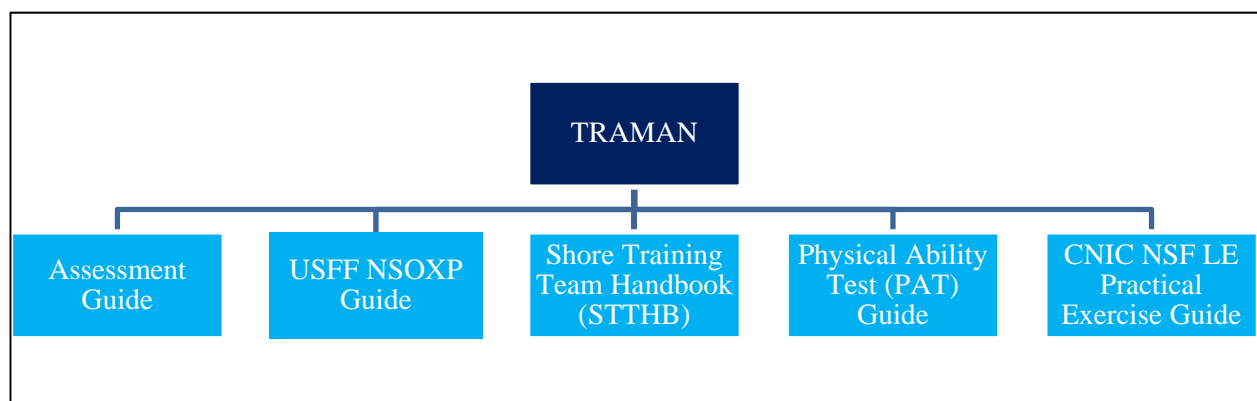 TRAMAN
Assessment
Guide
USFF NSOXP
Guide
Shore Training
Team Handbook
(STTHB)
Physical Ability
Test (PAT)
Guide
CNIC NSF LE
Practical
Exercise Guide